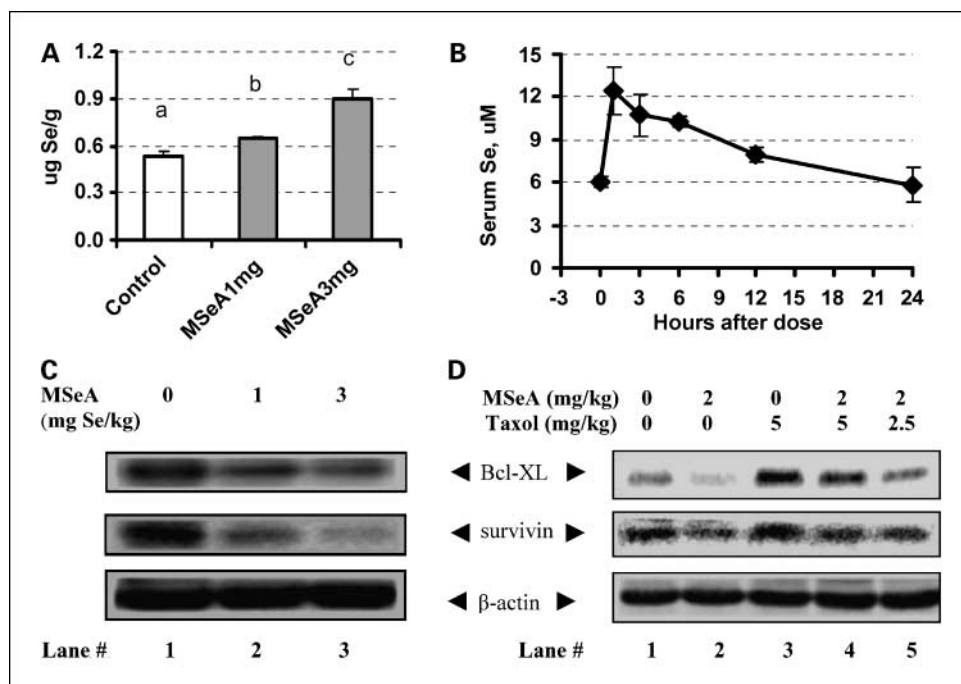 A
1.2
0.9
0.6
0.3
0.0
ug Se/g
a
b
c
Control
MSeA1mg
MSeA3mg
B
15
12
9
6
3
0
Serum Se, uM
-3 0 3 6 9 12 15 18 21 24
Hours after dose
C
MSeA 0 1 3
(mg Se/kg)
Lane # 1 2 3
D
MSeA (mg/kg) 0 2 0 2 2
Taxol (mg/kg) 0 0 5 5 2.5
◄ Bcl-XL ►
◄ survivin ►
◄ β-actin ►
Lane # 1 2 3 4 5